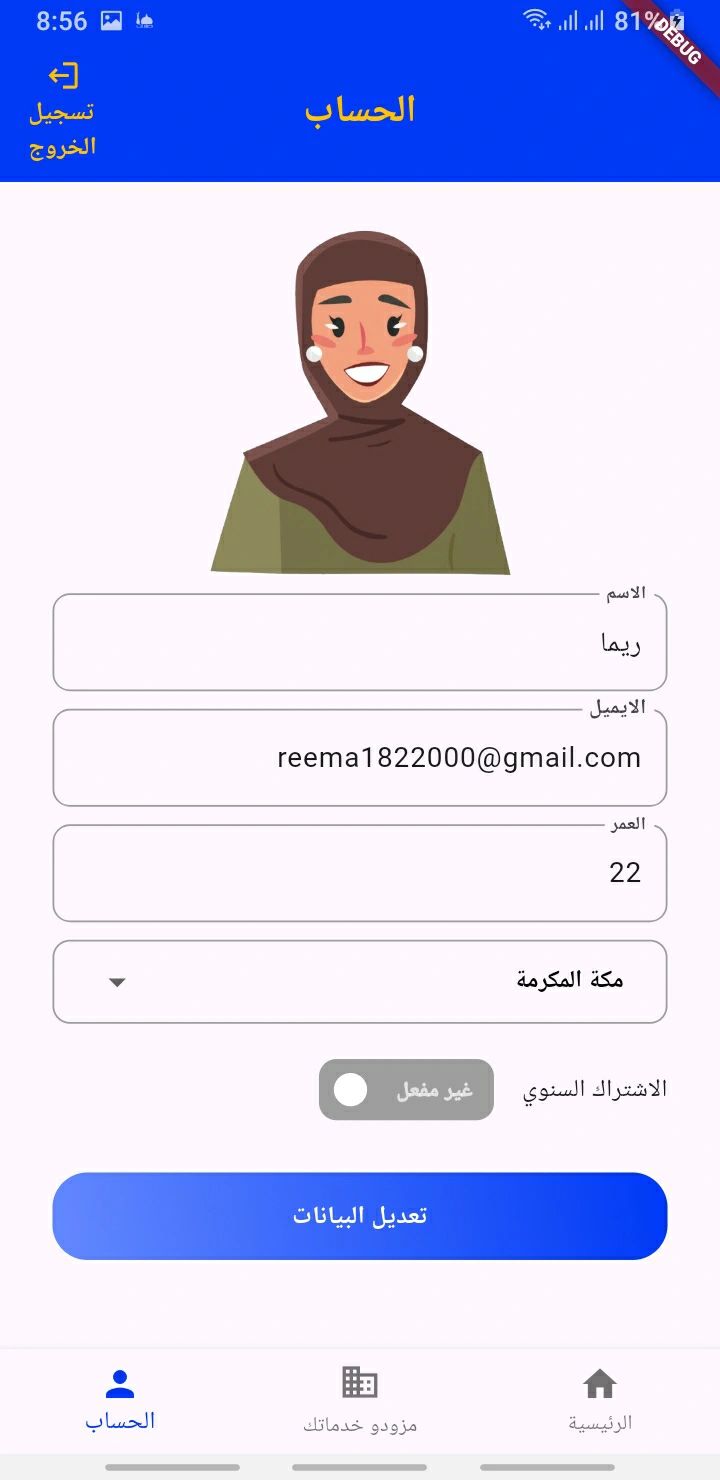 8:56
81%
DEBUG
تسجيل
الخروج
الحساب
الاسم
ريما
الايميل
reema1822000@gmail.com
العمر
22
مكة المكرمة
الاشتراك السنوي
غير مفعل
تعديل البيانات
الرئيسية
مزودو خدماتك
الحساب